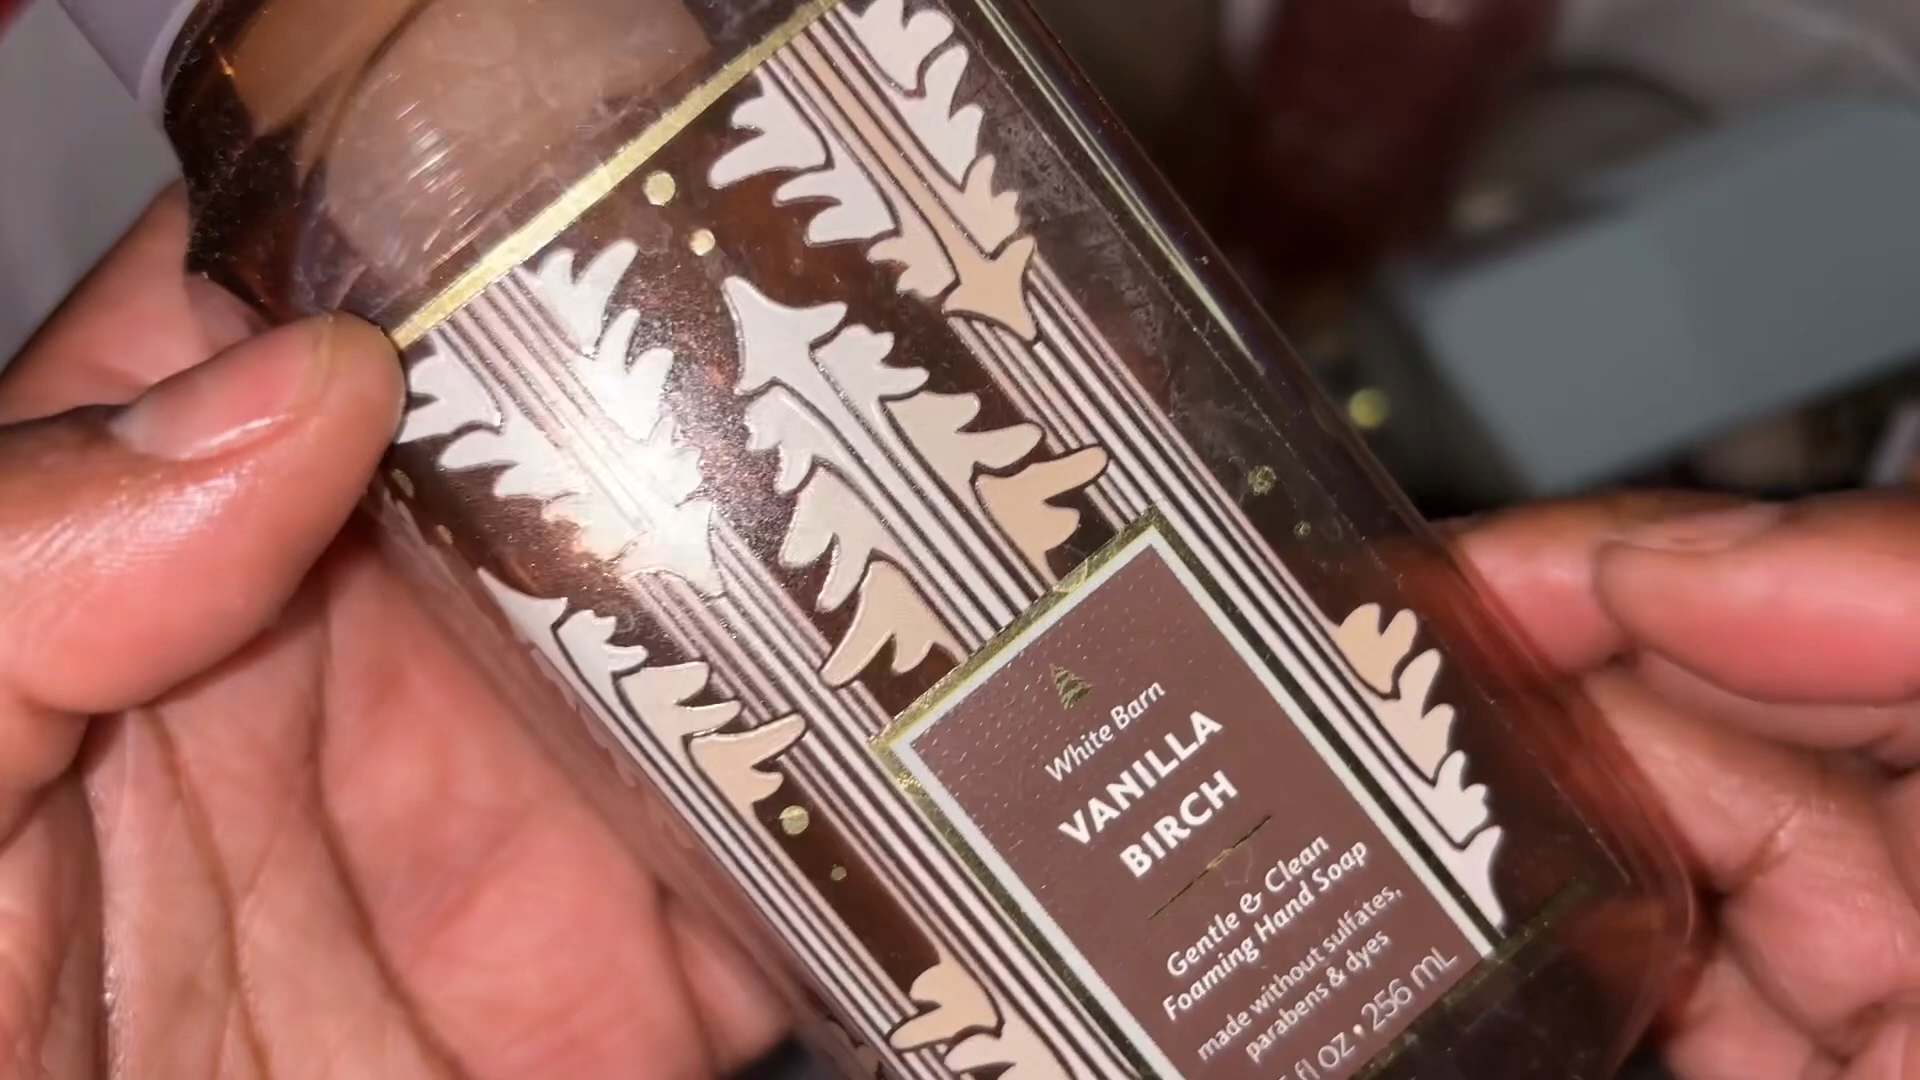 White Barn
VANILLA
BIRCH
Gentle & Clean
Foaming Hand Soap
made without sulfates,
parabens & dyes
fl OZ • 256 mL